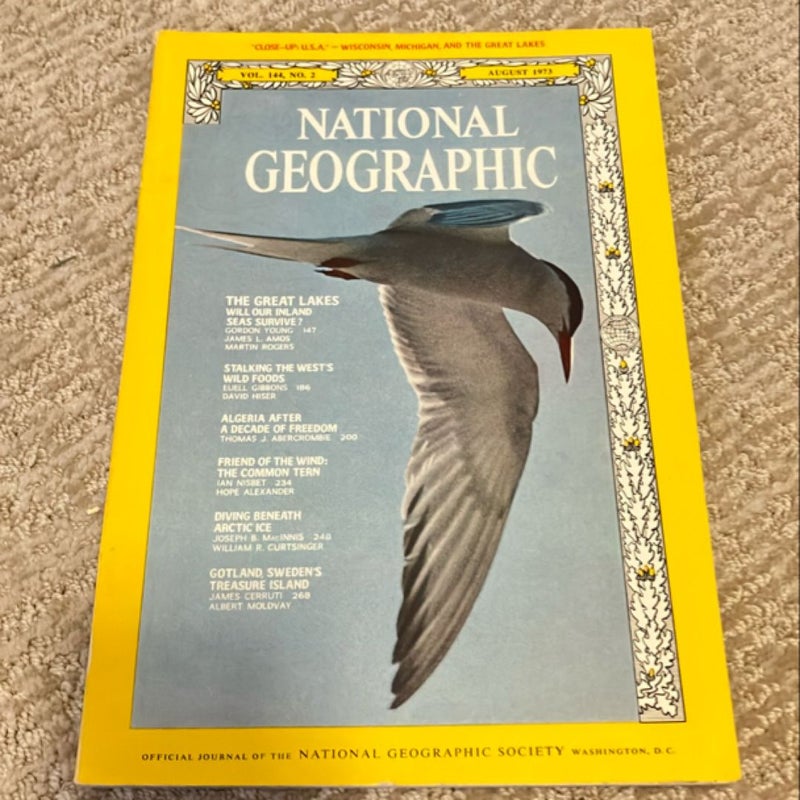 "CLOSE-UP: U.S.A." — WISCONSIN, MICHIGAN, AND THE GREAT LAKES
VOL. 144, NO. 2
AUGUST 1973
NATIONAL
GEOGRAPHIC
THE GREAT LAKES
WILL OUR INLAND
SEAS SURVIVE?
GORDON YOUNG 147
JAMES L. AMOS
MARTIN ROGERS
STALKING THE WEST'S
WILD FOODS
EUELL GIBBONS 186
DAVID HISER
ALGERIA AFTER
A DECADE OF FREEDOM
THOMAS J. ABERCROMBIE 200
FRIEND OF THE WIND:
THE COMMON TERN
IAN NISBET 234
HOPE ALEXANDER
DIVING BENEATH
ARCTIC ICE
JOSEPH B. MacINNIS 248
WILLIAM R. CURTSINGER
GOTLAND, SWEDEN'S
TREASURE ISLAND
JAMES CERRUTI 268
ALBERT MOLDVAY
OFFICIAL JOURNAL OF THE NATIONAL GEOGRAPHIC SOCIETY WASHINGTON, D.C.